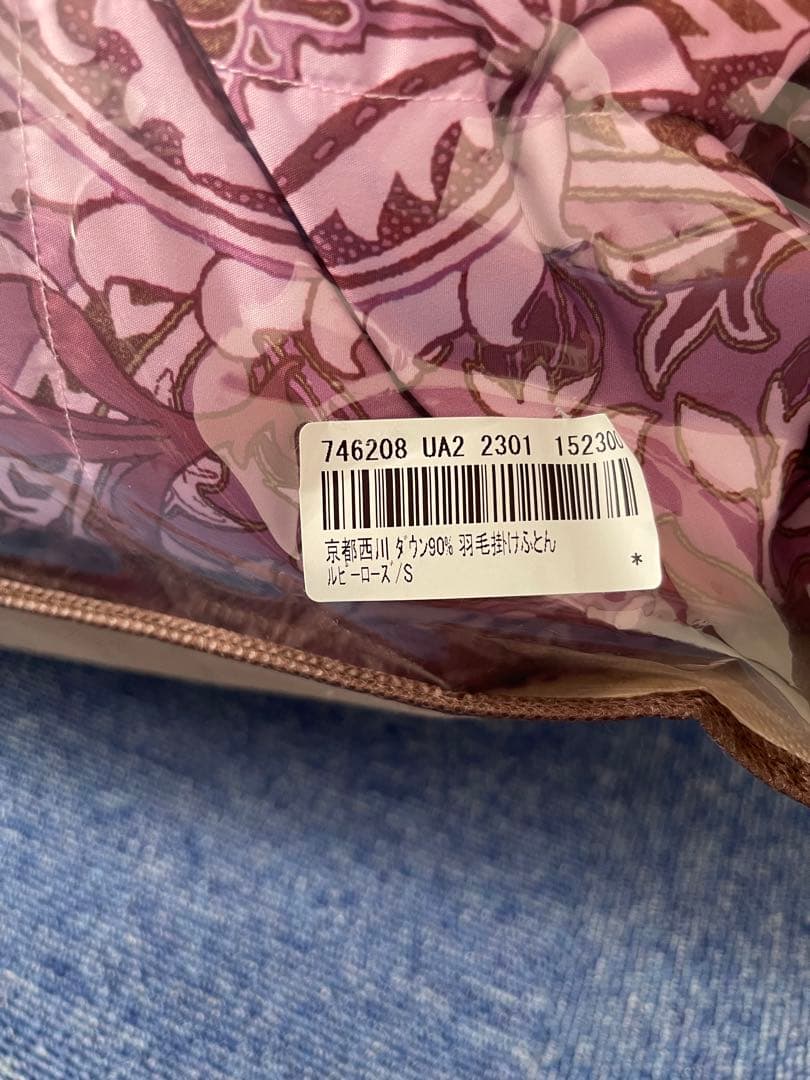 746208 UA2 2301 152300
京都西川 ﾀﾞｳﾝ90% 羽毛掛けふとん
ﾙﾋﾞｰﾛｰｽﾞ/S *